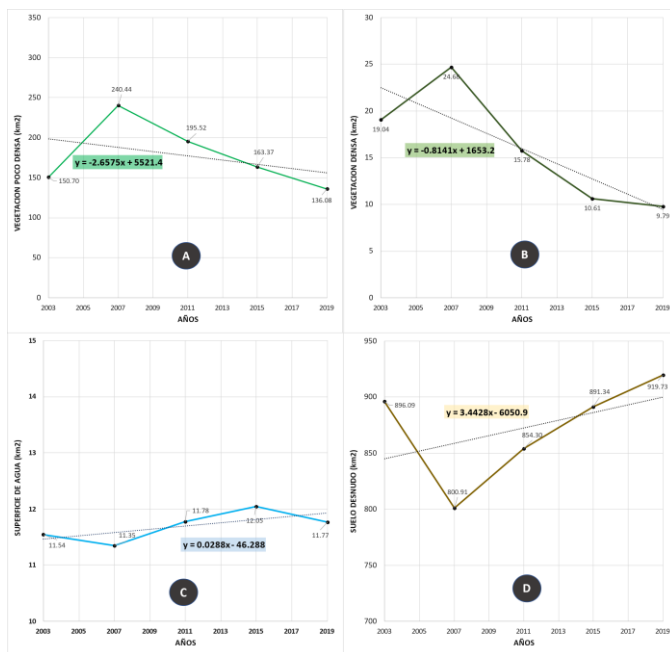 VEGETACION POCO DENSA (km2)
350
300
250
200
150
100
50
0
240.44
195.52
163.37
150.70
136.08
y = -2.6575x + 5521.4
A
2003 2005 2007 2009 2011 2013 2015 2017 2019
AÑOS
VEGETACION DENSA (km2)
30
25
20
15
10
5
0
24.68
19.04
15.78
10.61
9.79
y = -0.8141x + 1653.2
B
2003 2005 2007 2009 2011 2013 2015 2017 2019
AÑOS
SUPERFICIE DE AGUA (km2)
15
14
13
12
11
10
11.54
11.35
11.78
12.05
11.77
y = 0.0288x - 46.288
C
2003 2005 2007 2009 2011 2013 2015 2017 2019
AÑOS
SUELO DESNUDO (km2)
900
850
800
750
700
896.09
800.91
854.30
891.34
919.73
y = 3.4428x - 6050.9
D
2003 2005 2007 2009 2011 2013 2015 2017 2019
AÑOS